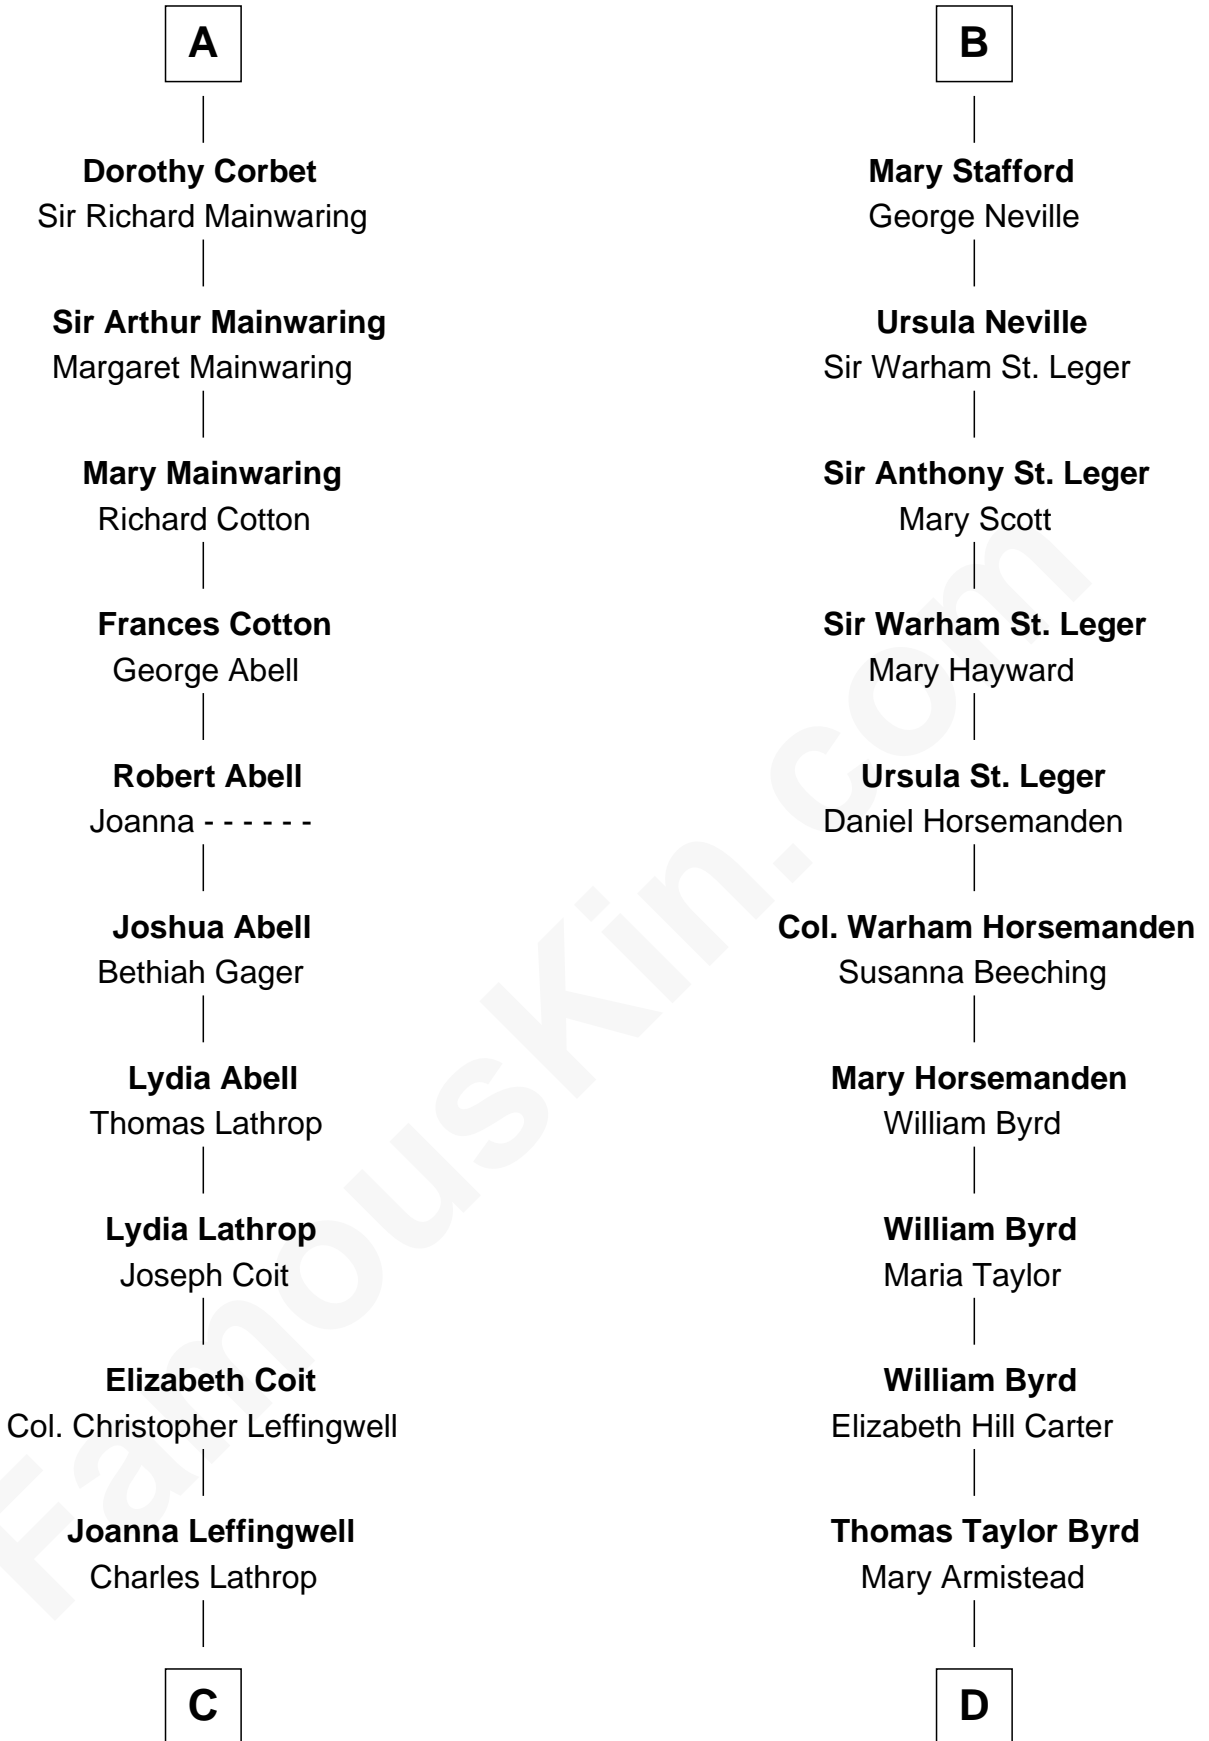 A
Dorothy Corbet
Sir Richard Mainwaring
Sir Arthur Mainwaring
Margaret Mainwaring
Mary Mainwaring
Richard Cotton
Frances Cotton
George Abell
Robert Abell
Joanna - - - - - -
Joshua Abell
Bethiah Gager
Lydia Abell
Thomas Lathrop
Lydia Lathrop
Joseph Coit
Elizabeth Coit
Col. Christopher Leffingwell
Joanna Leffingwell
Charles Lathrop
C
B
Mary Stafford
George Neville
Ursula Neville
Sir Warham St. Leger
Sir Anthony St. Leger
Mary Scott
Sir Warham St. Leger
Mary Hayward
Ursula St. Leger
Daniel Horsemanden
Col. Warham Horsemanden
Susanna Beeching
Mary Horsemanden
William Byrd
William Byrd
Maria Taylor
William Byrd
Elizabeth Hill Carter
Thomas Taylor Byrd
Mary Armistead
D
FamousKin.com